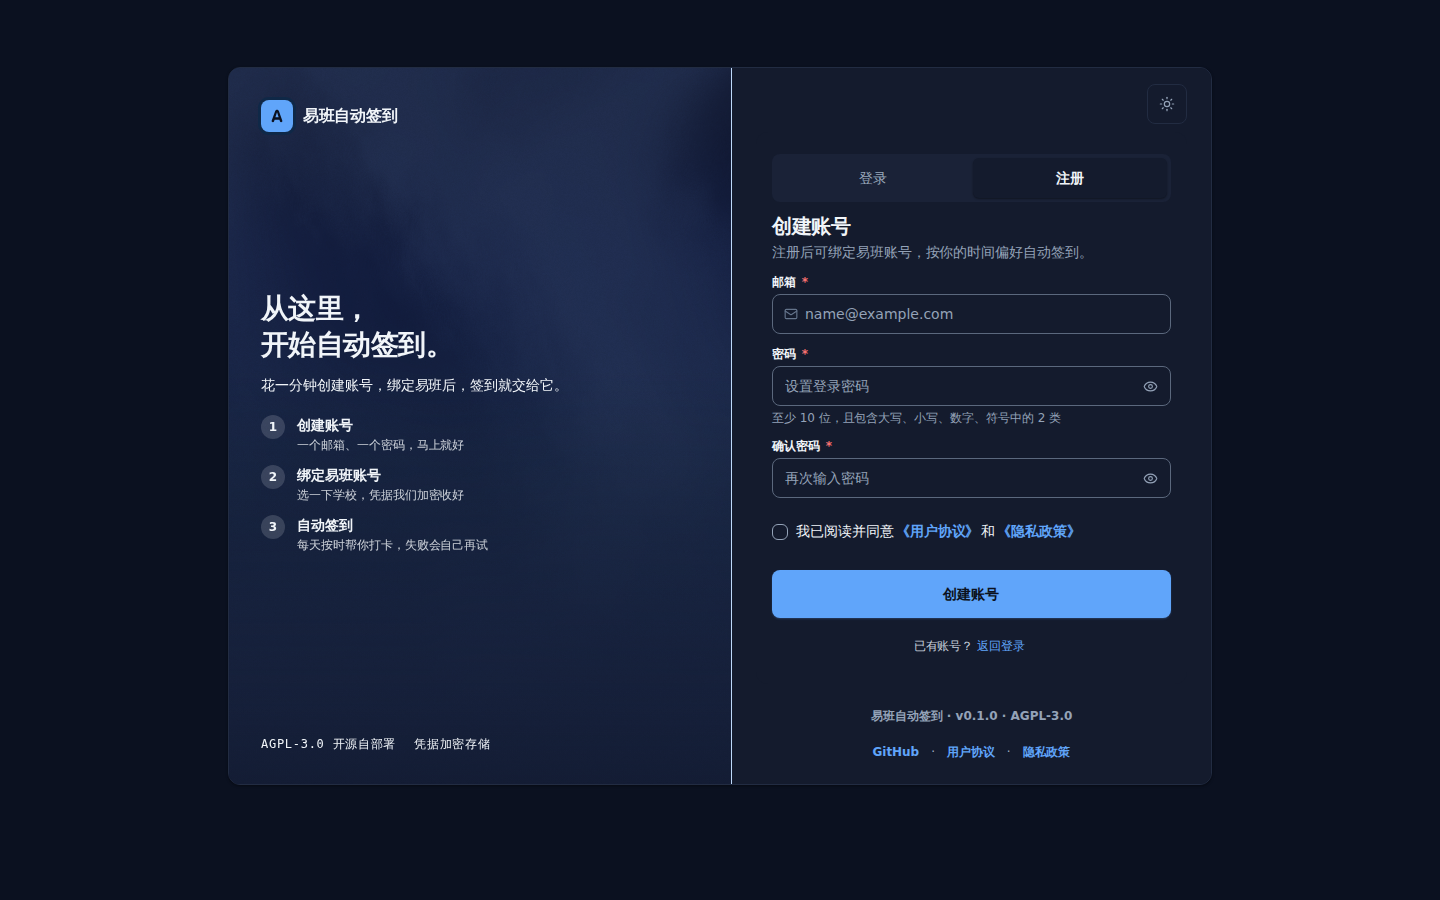 A 易班自动签到
从这里，
开始自动签到。
花一分钟创建账号，绑定易班后，签到就交给它。
1 创建账号
一个邮箱、一个密码，马上就好
2 绑定易班账号
选一下学校，凭据我们加密收好
3 自动签到
每天按时帮你打卡，失败会自己再试
AGPL-3.0 开源自部署 凭据加密存储
登录 注册
创建账号
注册后可绑定易班账号，按你的时间偏好自动签到。
邮箱 *
name@example.com
密码 *
设置登录密码
至少 10 位，且包含大写、小写、数字、符号中的 2 类
确认密码 *
再次输入密码
我已阅读并同意《用户协议》和《隐私政策》
创建账号
已有账号？ 返回登录
易班自动签到 · v0.1.0 · AGPL-3.0
GitHub · 用户协议 · 隐私政策